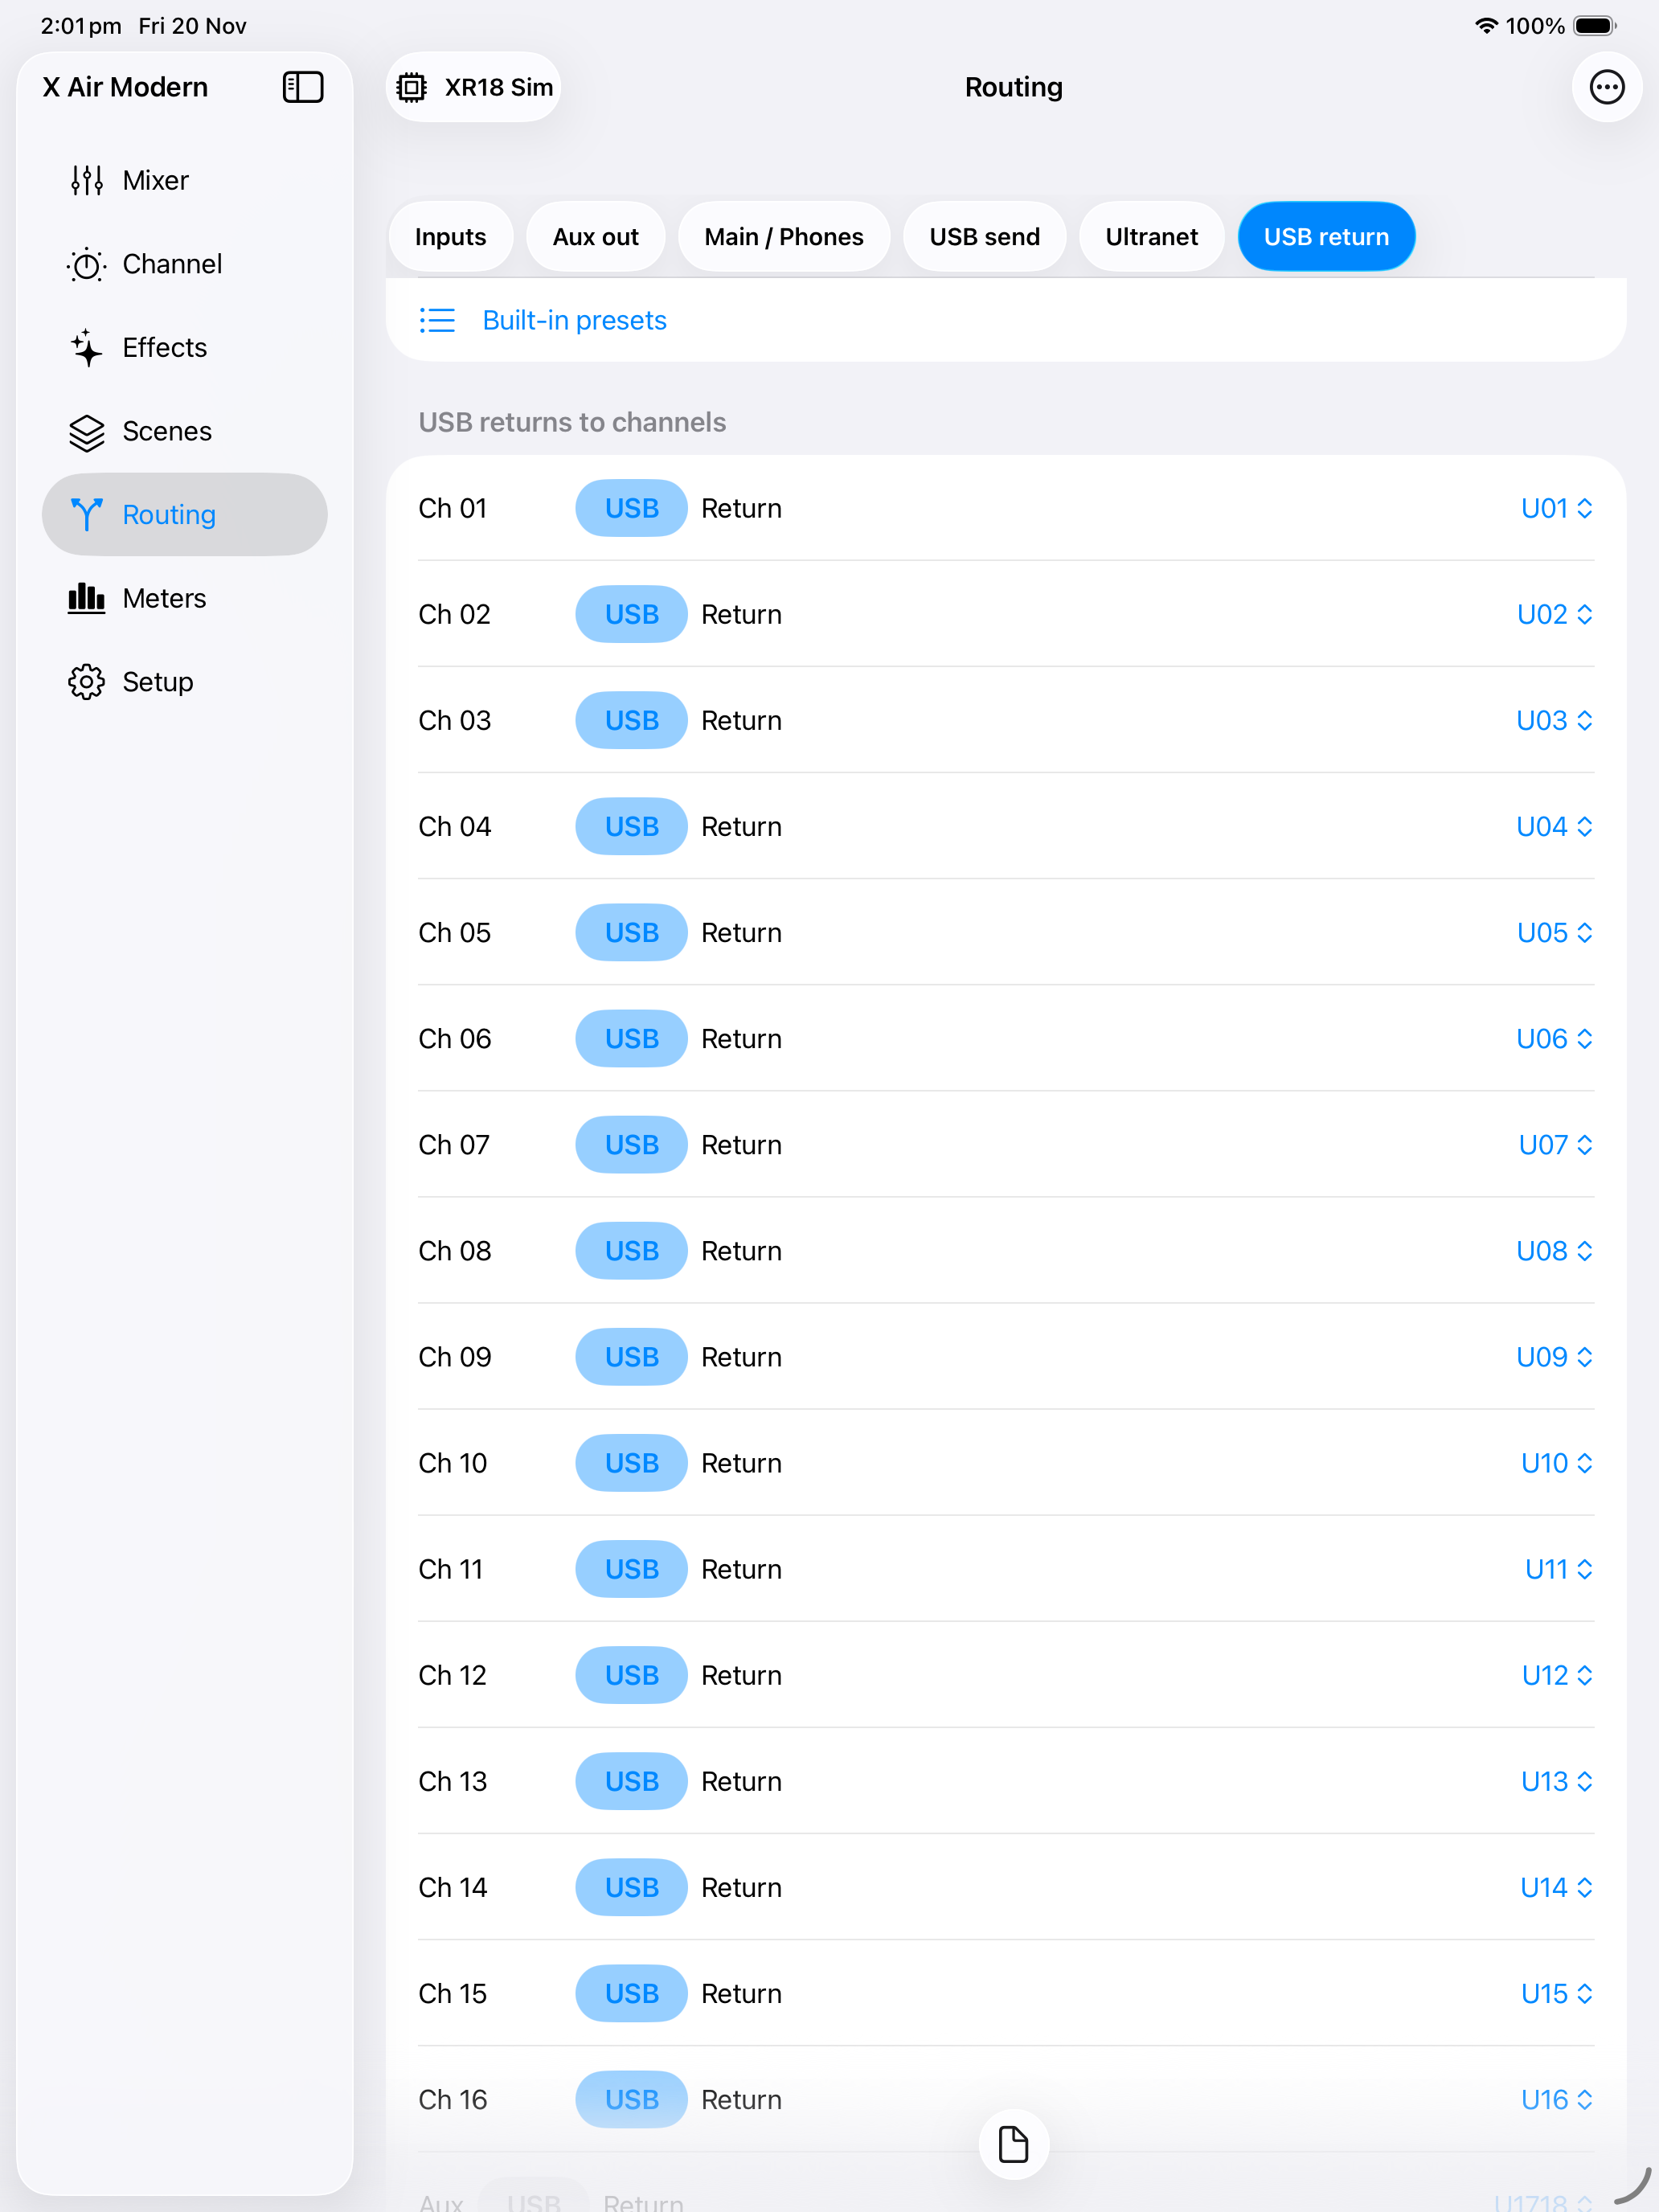 2:01 pm Fri 20 Nov
100%
X Air Modern
XR18 Sim
Routing
Mixer
Channel
Effects
Scenes
Routing
Meters
Setup
Inputs
Aux out
Main / Phones
USB send
Ultranet
USB return
Built-in presets
USB returns to channels
Ch 01 USB Return U01
Ch 02 USB Return U02
Ch 03 USB Return U03
Ch 04 USB Return U04
Ch 05 USB Return U05
Ch 06 USB Return U06
Ch 07 USB Return U07
Ch 08 USB Return U08
Ch 09 USB Return U09
Ch 10 USB Return U10
Ch 11 USB Return U11
Ch 12 USB Return U12
Ch 13 USB Return U13
Ch 14 USB Return U14
Ch 15 USB Return U15
Ch 16 USB Return U16
Aux USB Return U1718